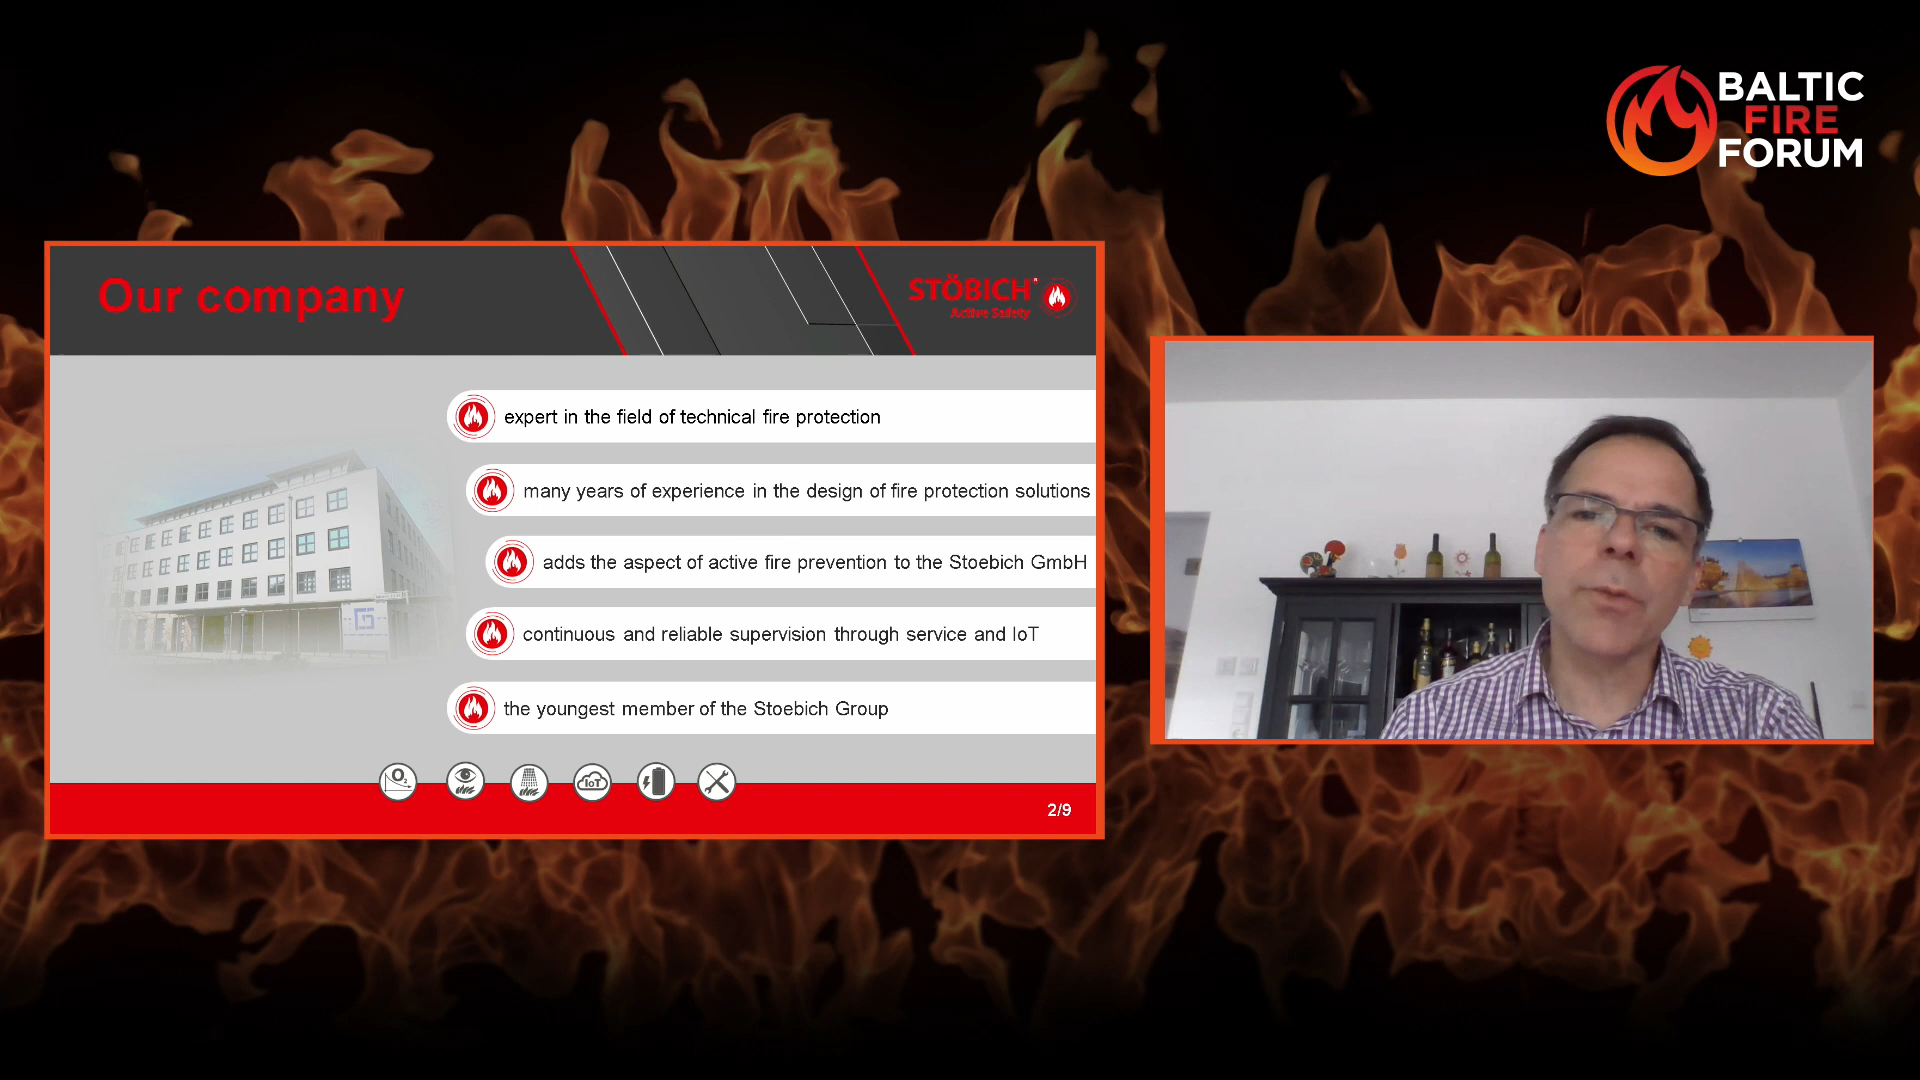 BALTIC
FIRE
FORUM
Our company
STÖBICH®
Active Safety
expert in the field of technical fire protection
many years of experience in the design of fire protection solutions
adds the aspect of active fire prevention to the Stoebich GmbH
continuous and reliable supervision through service and IoT
the youngest member of the Stoebich Group
O2
IoT
2/9